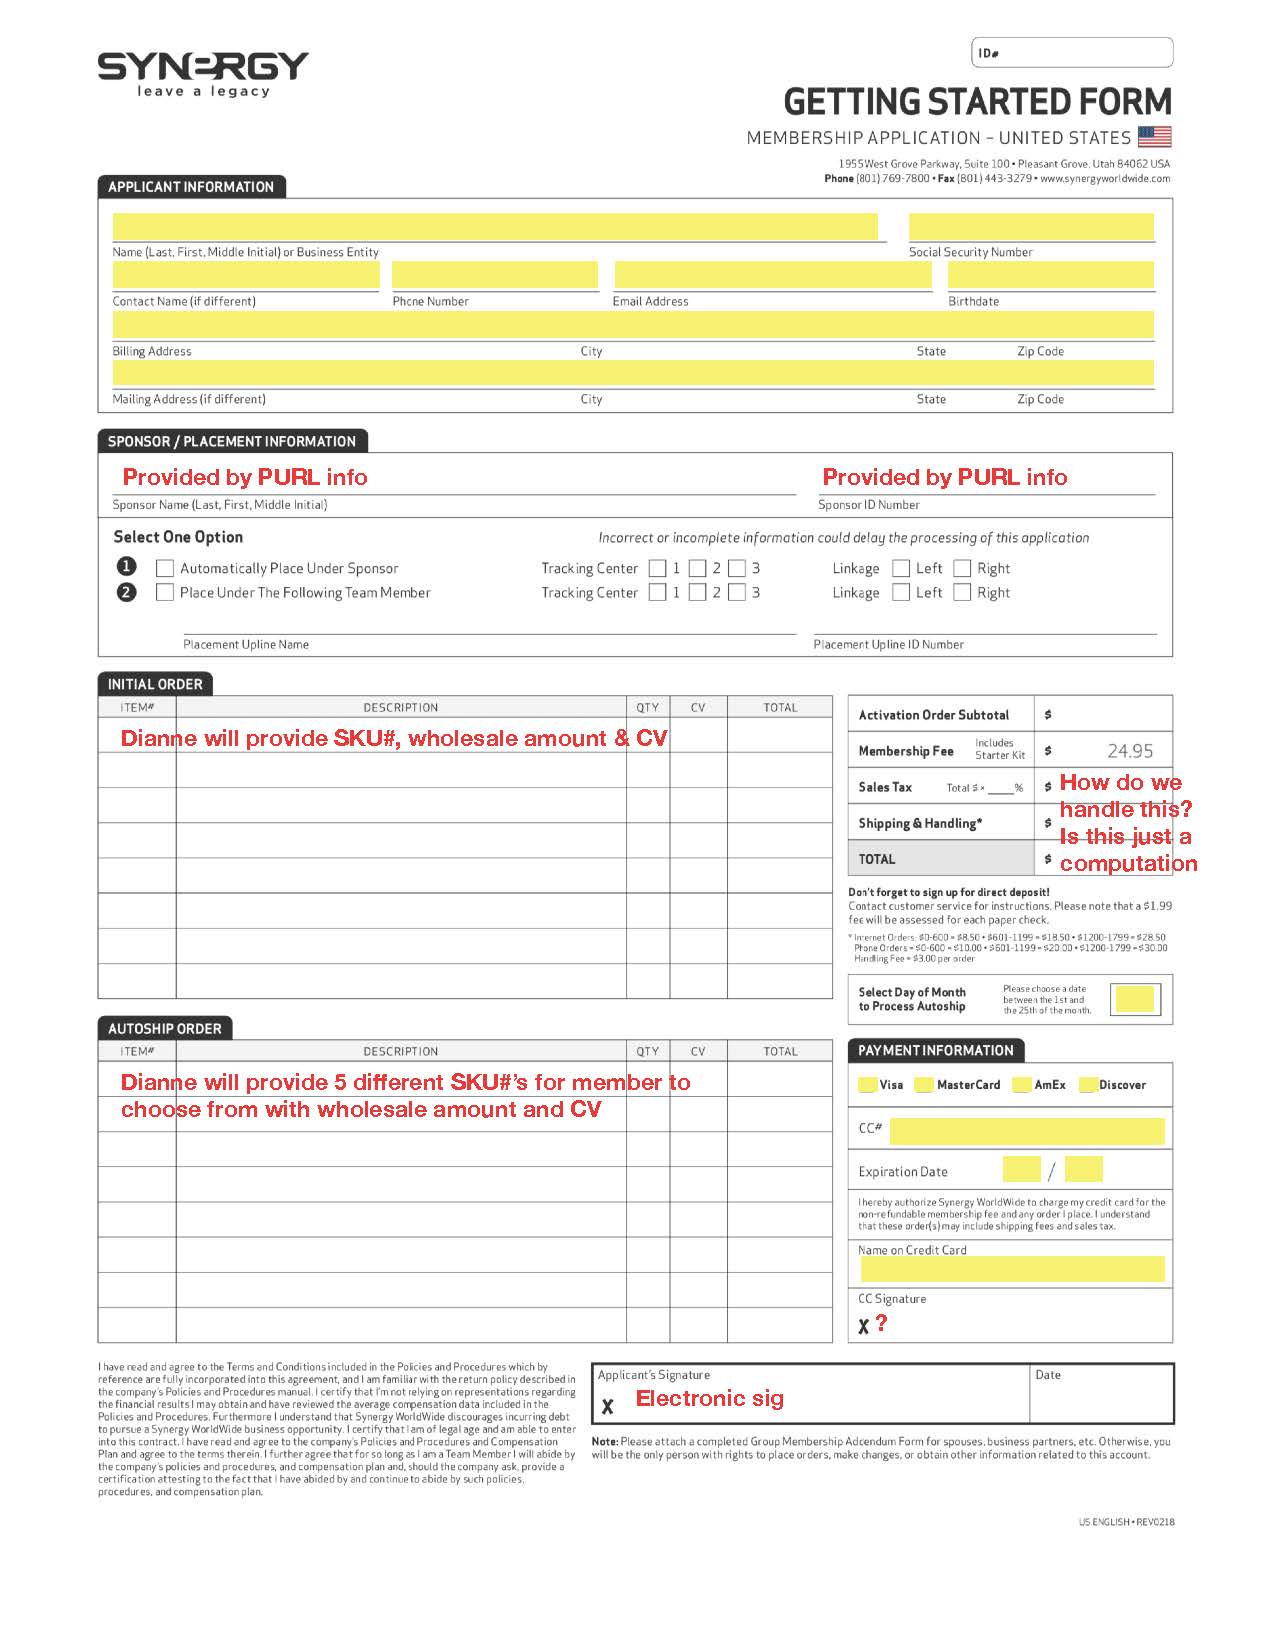 SYNERGY
leave a legacy
ID#
GETTING STARTED FORM
MEMBERSHIP APPLICATION – UNITED STATES
1955 West Grove Parkway, Suite 100 • Pleasant Grove, Utah 84062 USA
Phone (801) 769-7800 • Fax (801) 443-3279 • www.synergyworldwide.com
APPLICANT INFORMATION
Name (Last, First, Middle Initial) or Business Entity Social Security Number
Contact Name (if different) Phone Number Email Address Birthdate
Billing Address City State Zip Code
Mailing Address (if different) City State Zip Code
SPONSOR / PLACEMENT INFORMATION
Provided by PURL info Provided by PURL info
Sponsor Name (Last, First, Middle Initial) Sponsor ID Number
Select One Option Incorrect or incomplete information could delay the processing of this application
1 Automatically Place Under Sponsor Tracking Center 1 2 3 Linkage Left Right
2 Place Under The Following Team Member Tracking Center 1 2 3 Linkage Left Right
Placement Upline Name Placement Upline ID Number
INITIAL ORDER
ITEM# DESCRIPTION QTY CV TOTAL
Dianne will provide SKU#, wholesale amount & CV
Activation Order Subtotal $
Membership Fee Includes Starter Kit $ 24.95
Sales Tax Total $ × ____% $
Shipping & Handling* $
TOTAL $
How do we
handle this?
Is this just a
computation
Don't forget to sign up for direct deposit!
Contact customer service for instructions. Please note that a $1.99
fee will be assessed for each paper check.
* Internet Orders: $0-600 = $8.50 • $601-1199 = $18.50 • $1200-1799 = $28.50
Phone Orders = $0-600 = $10.00 • $601-1199 = $20.00 • $1200-1799 = $30.00
Handling Fee = $3.00 per order
Select Day of Month
to Process Autoship
Please choose a date
between the 1st and
the 25th of the month.
AUTOSHIP ORDER
ITEM# DESCRIPTION QTY CV TOTAL
Dianne will provide 5 different SKU#'s for member to
choose from with wholesale amount and CV
PAYMENT INFORMATION
Visa MasterCard AmEx Discover
CC#
Expiration Date /
I hereby authorize Synergy WorldWide to charge my credit card for the
non-refundable membership fee and any order I place. I understand
that these order(s) may include shipping fees and sales tax.
Name on Credit Card
CC Signature
X ?
I have read and agree to the Terms and Conditions included in the Policies and Procedures which by
reference are fully incorporated into this agreement, and I am familiar with the return policy described in
the company's Policies and Procedures manual. I certify that I'm not relying on representations regarding
the financial results I may obtain and have reviewed the average compensation data included in the
Policies and Procedures. Furthermore I understand that Synergy WorldWide discourages incurring debt
to pursue a Synergy WorldWide business opportunity. I certify that I am of legal age and am able to enter
into this contract. I have read and agree to the company's Policies and Procedures and Compensation
Plan and agree to the terms therein. I further agree that for so long as I am a Team Member I will abide by
the company's policies and procedures, and compensation plan and, should the company ask, provide a
certification attesting to the fact that I have abided by and continue to abide by such policies,
procedures, and compensation plan.
Applicant's Signature Date
X Electronic sig
Note: Please attach a completed Group Membership Addendum Form for spouses, business partners, etc. Otherwise, you
will be the only person with rights to place orders, make changes, or obtain other information related to this account.
US ENGLISH • REV0218